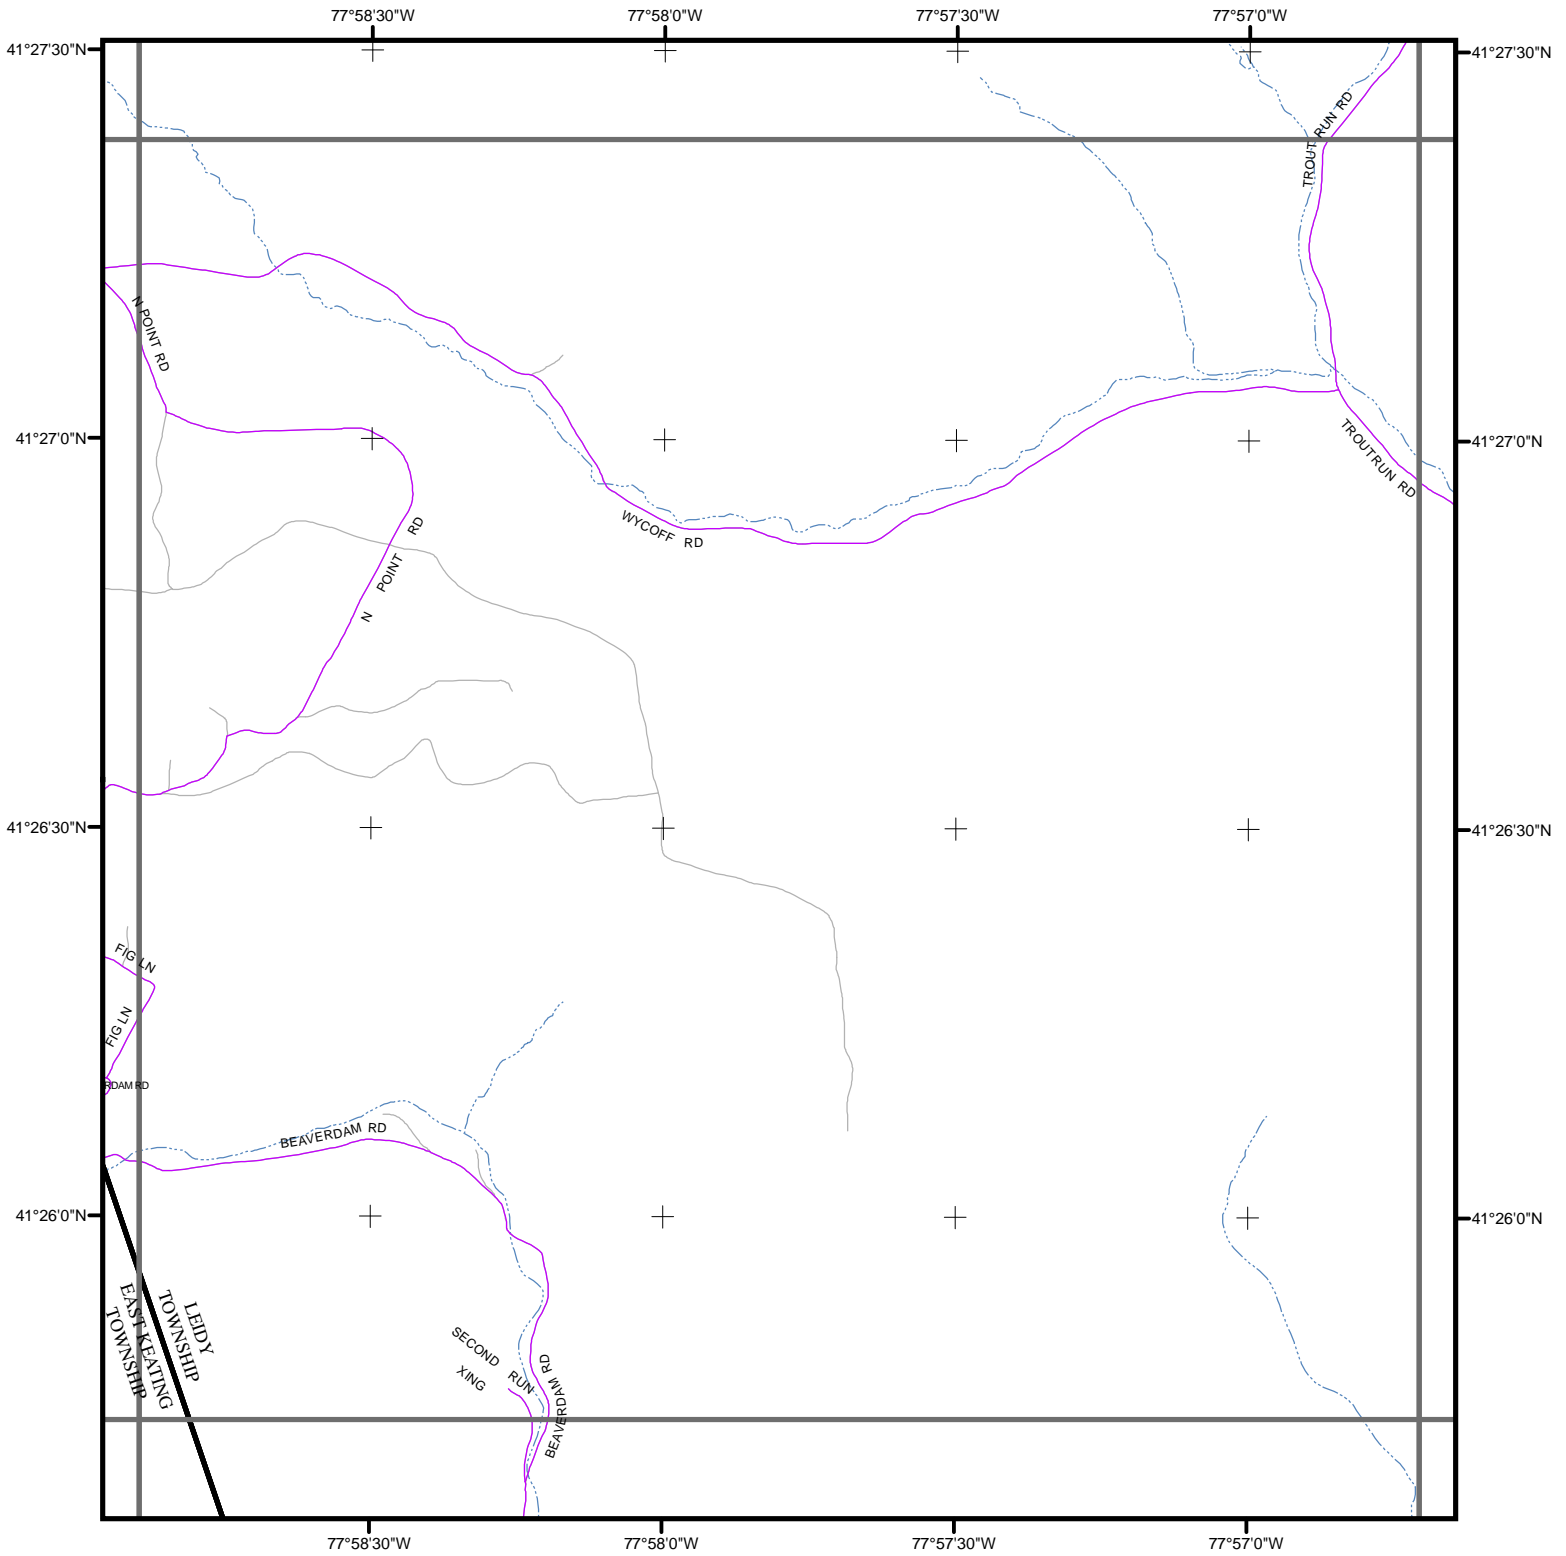 77°58'30"W
77°58'0"W
77°57'30"W
77°57'0"W
41°27'30"N
41°27'30"N
TROUT RUN RD
N POINT RD
41°27'0"N
41°27'0"N
TROUTRUN RD
WYCOFF RD
N POINT RD
41°26'30"N
41°26'30"N
FIG LN
FIG LN
RDAM RD
BEAVERDAM RD
41°26'0"N
41°26'0"N
LEIDY
TOWNSHIP
EAST KEATING
TOWNSHIP
SECOND RUN
XING
BEAVERDAM RD
77°58'30"W
77°58'0"W
77°57'30"W
77°57'0"W